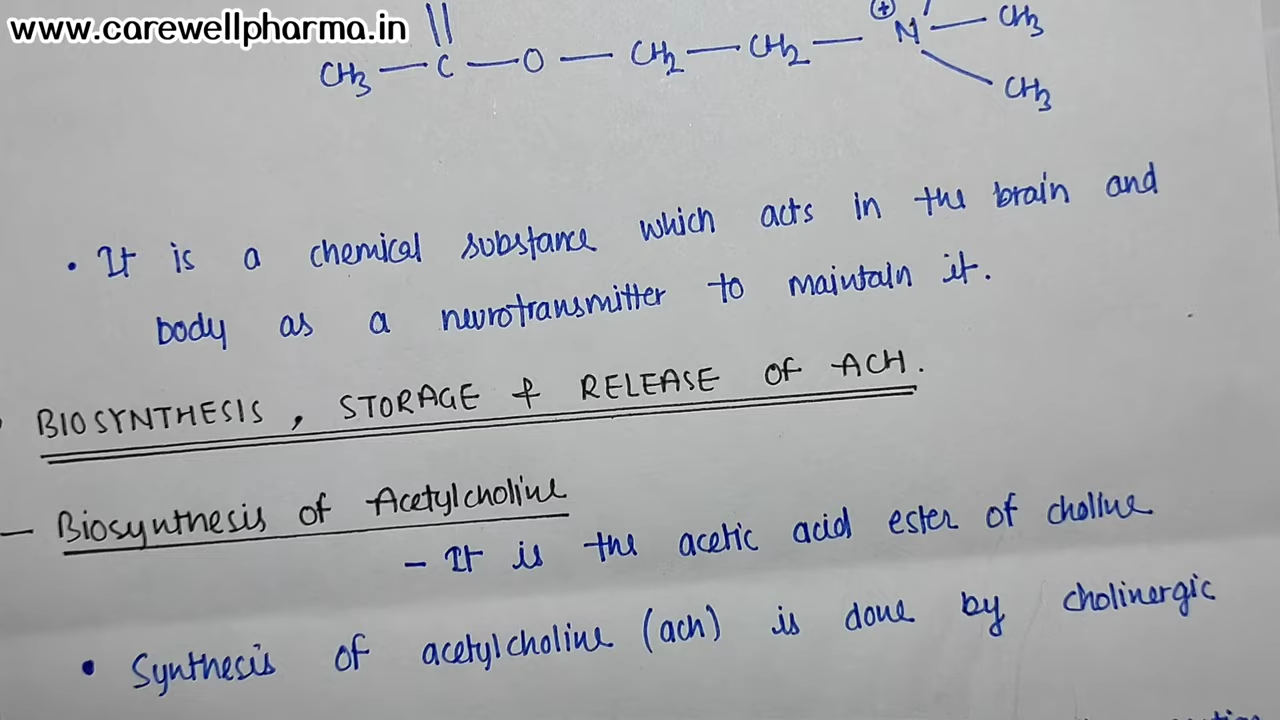 www.carewellpharma.in
CH3 — C — O — CH2 — CH2 — N — CH3
⊕
CH3
• It is a chemical substance which acts in the brain and
body as a neurotransmitter to maintain it.
BIOSYNTHESIS, STORAGE & RELEASE OF ACH.
— Biosynthesis of Acetylcholine
– It is the acetic acid ester of choline
• Synthesis of acetylcholine (ach) is done by cholinergic